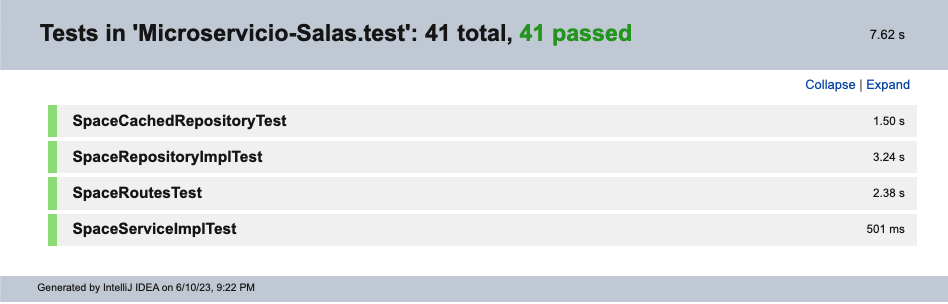 Tests in 'Microservicio-Salas.test': 41 total, 41 passed 7.62 s
Collapse | Expand
SpaceCachedRepositoryTest 1.50 s
SpaceRepositoryImplTest 3.24 s
SpaceRoutesTest 2.38 s
SpaceServiceImplTest 501 ms
Generated by IntelliJ IDEA on 6/10/23, 9:22 PM